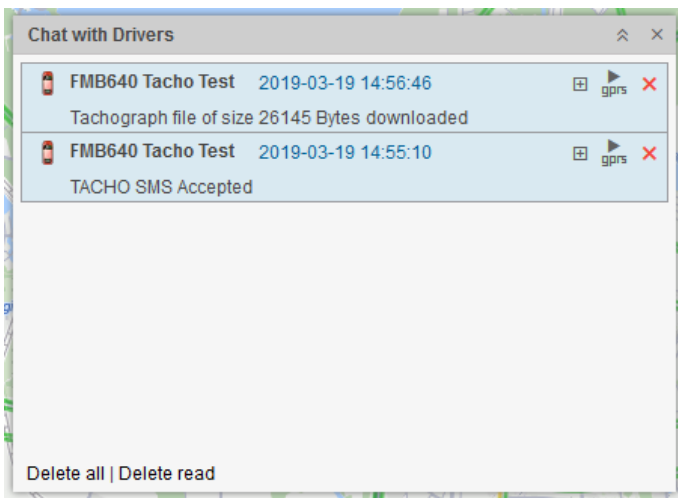 Chat with Drivers
FMB640 Tacho Test 2019-03-19 14:56:46 gprs
Tachograph file of size 26145 Bytes downloaded
FMB640 Tacho Test 2019-03-19 14:55:10 gprs
TACHO SMS Accepted
Delete all | Delete read